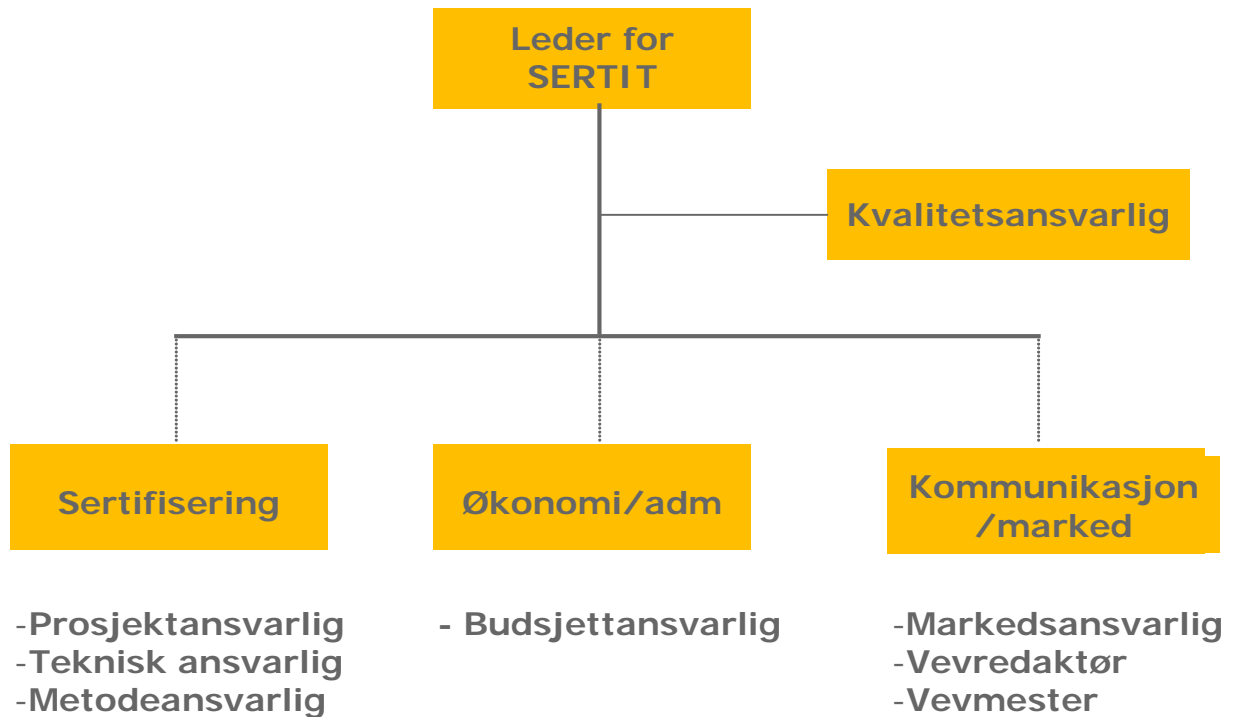 Leder for
SERTIT
Kvalitetsansvarlig
Sertifisering
Økonomi/adm
Kommunikasjon
/marked
-Prosjektansvarlig
-Teknisk ansvarlig
-Metodeansvarlig
- Budsjettansvarlig
-Markedsansvarlig
-Vevredaktør
-Vevmester